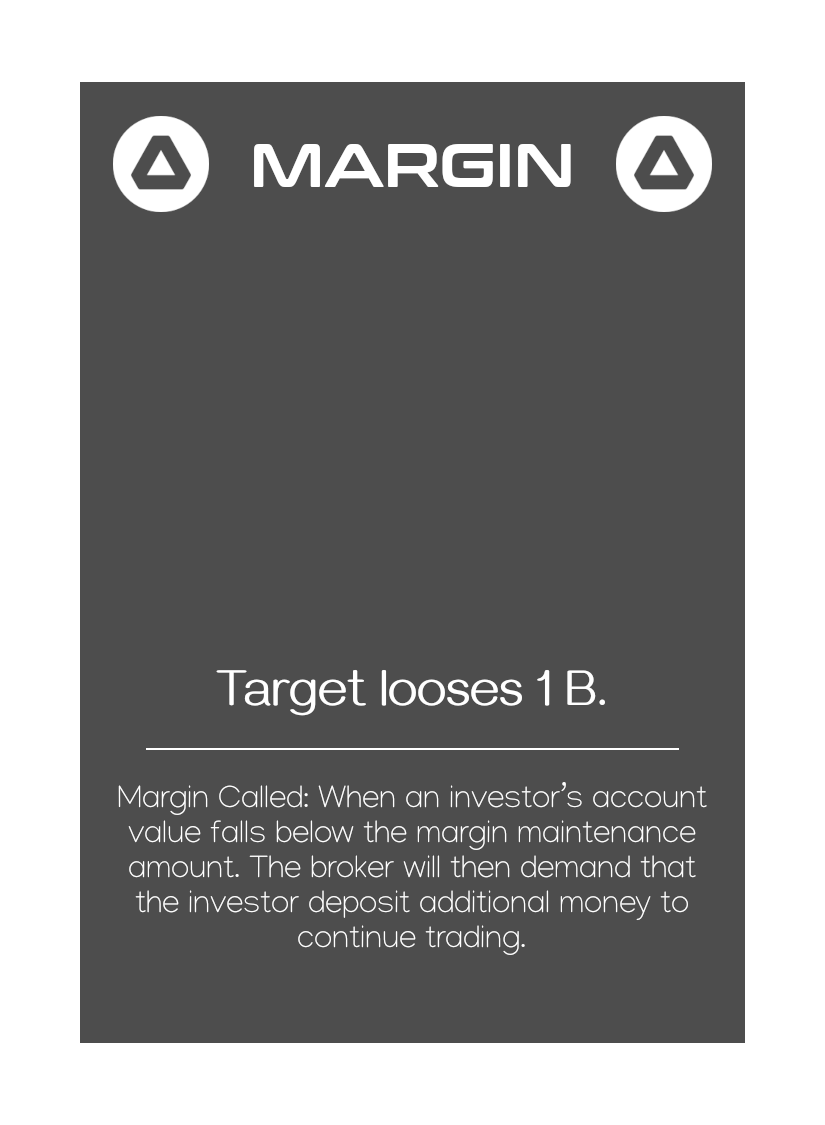 MARGIN
Target looses 1 B.
Margin Called: When an investor’s account
value falls below the margin maintenance
amount. The broker will then demand that
the investor deposit additional money to
continue trading.